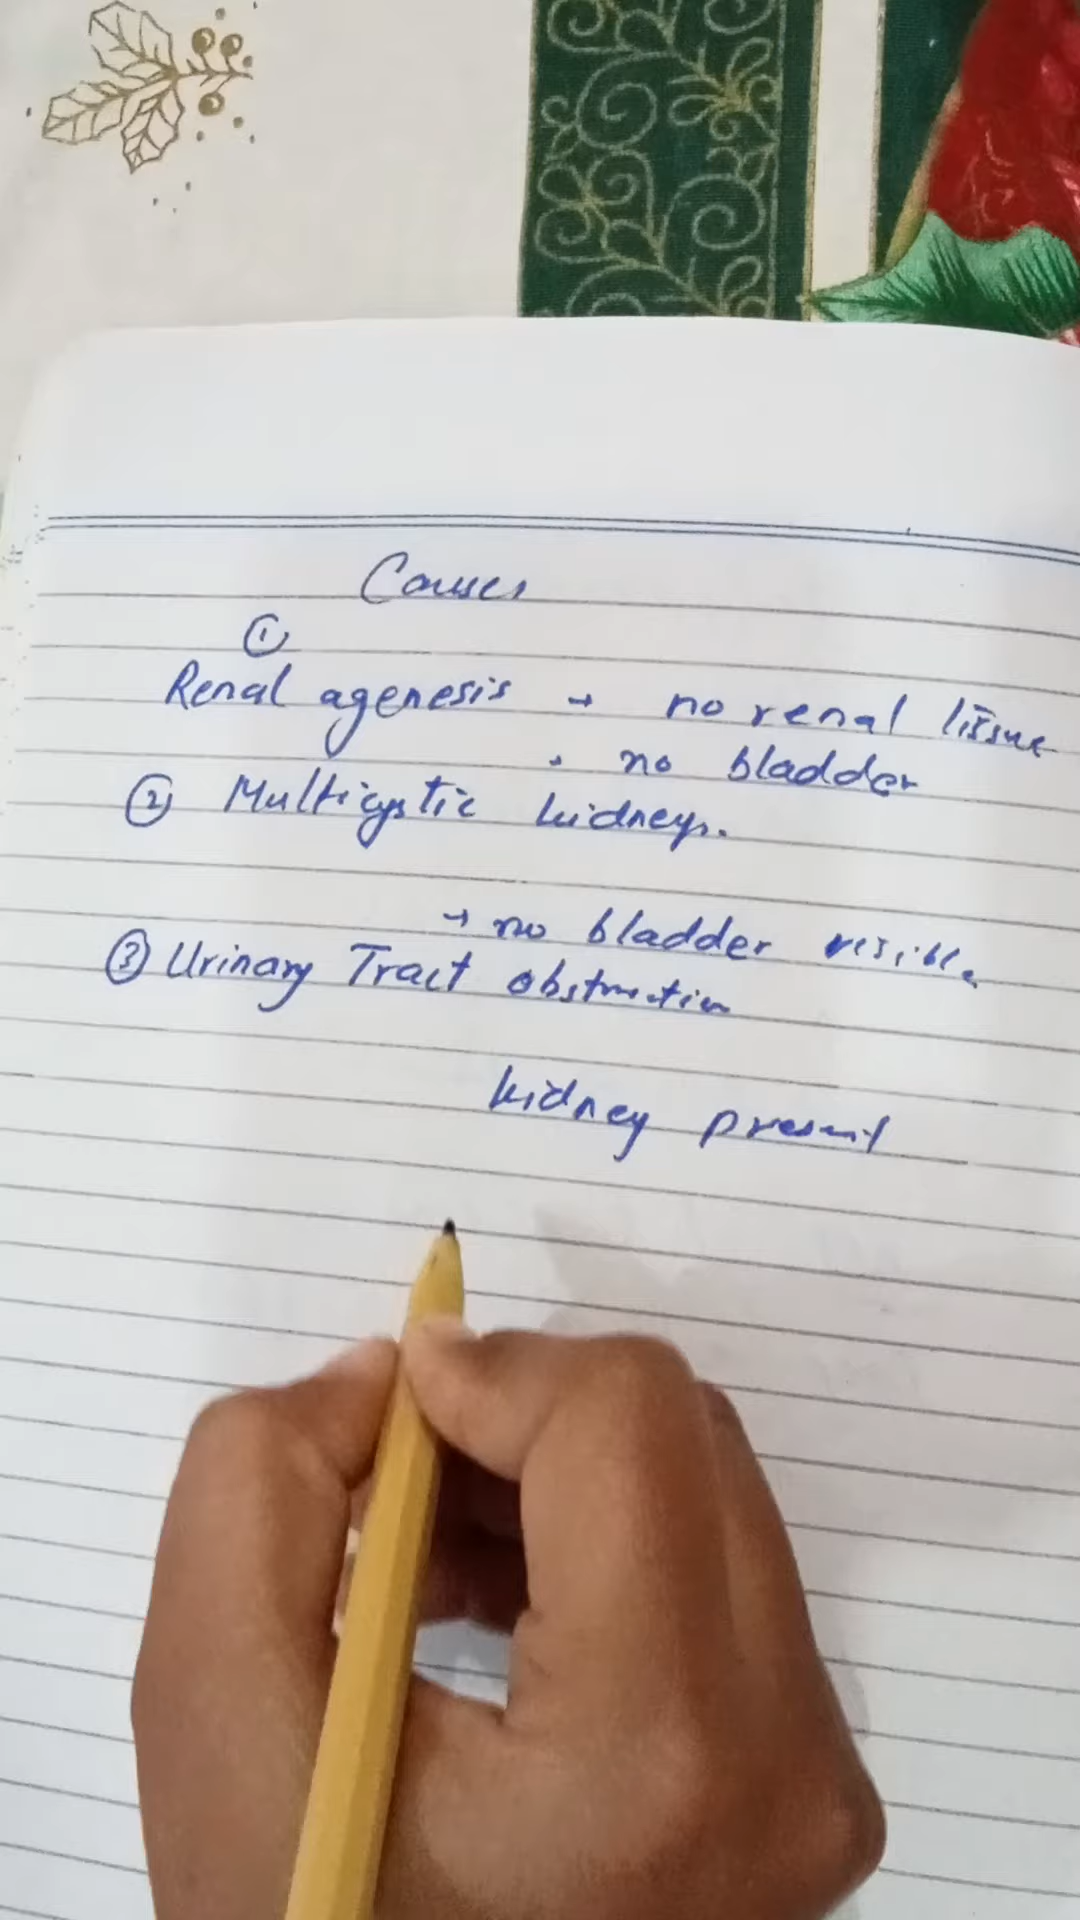 Causes
①
Renal agenesis → no renal tissue
• no bladder
② Multicystic kidneys.
→ no bladder visible
③ Urinary Tract obstruction
kidney present